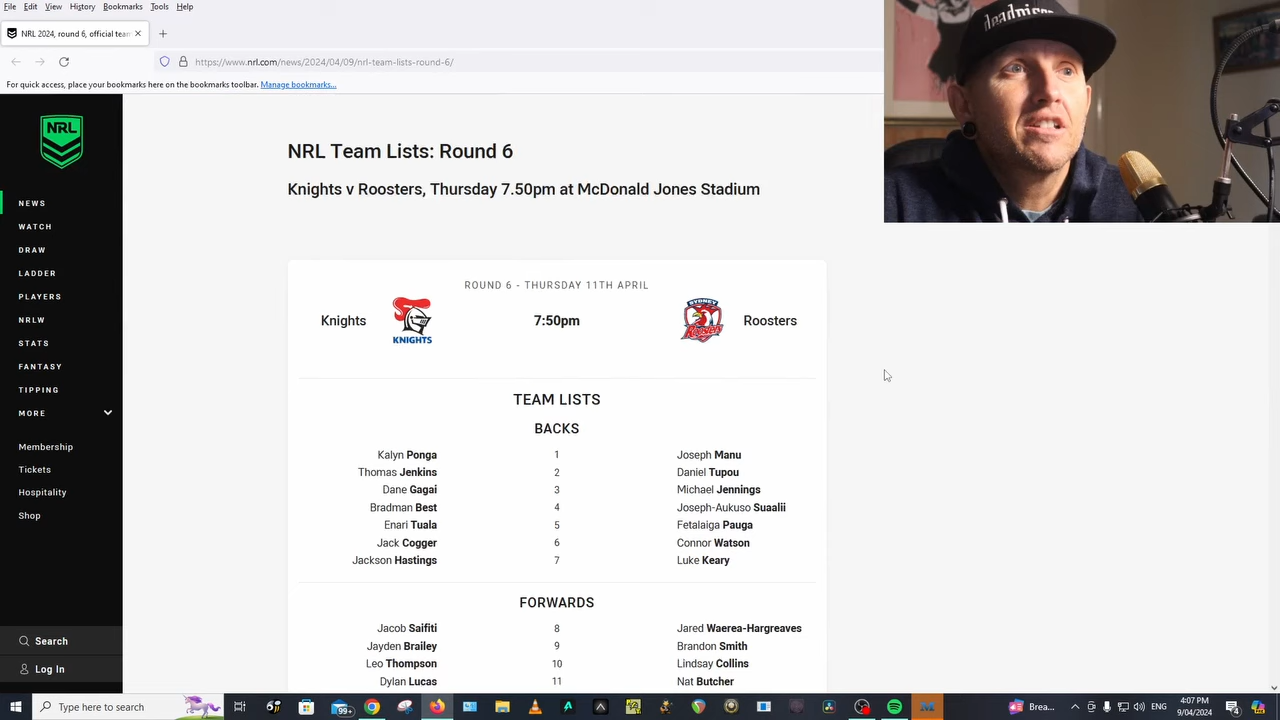 File Edit View History Bookmarks Tools Help
NRL 2024, round 6, official team
https://www.nrl.com/news/2024/04/09/nrl-team-lists-round-6/
For quick access, place your bookmarks here on the bookmarks toolbar. Manage bookmarks...
NRL
NEWS
WATCH
DRAW
LADDER
PLAYERS
NRLW
STATS
FANTASY
TIPPING
MORE
Membership
Tickets
Hospitality
Shop
Search
Log In
NRL Team Lists: Round 6
Knights v Roosters, Thursday 7.50pm at McDonald Jones Stadium
ROUND 6 - THURSDAY 11TH APRIL
Knights KNIGHTS 7:50pm SYDNEY Roosters Roosters
TEAM LISTS
BACKS
Kalyn Ponga 1 Joseph Manu
Thomas Jenkins 2 Daniel Tupou
Dane Gagai 3 Michael Jennings
Bradman Best 4 Joseph-Aukuso Suaalii
Enari Tuala 5 Fetalaiga Pauga
Jack Cogger 6 Connor Watson
Jackson Hastings 7 Luke Keary
FORWARDS
Jacob Saifiti 8 Jared Waerea-Hargreaves
Jayden Brailey 9 Brandon Smith
Leo Thompson 10 Lindsay Collins
Dylan Lucas 11 Nat Butcher
Type here to search
99+
Brea...
4:07 PM
9/04/2024